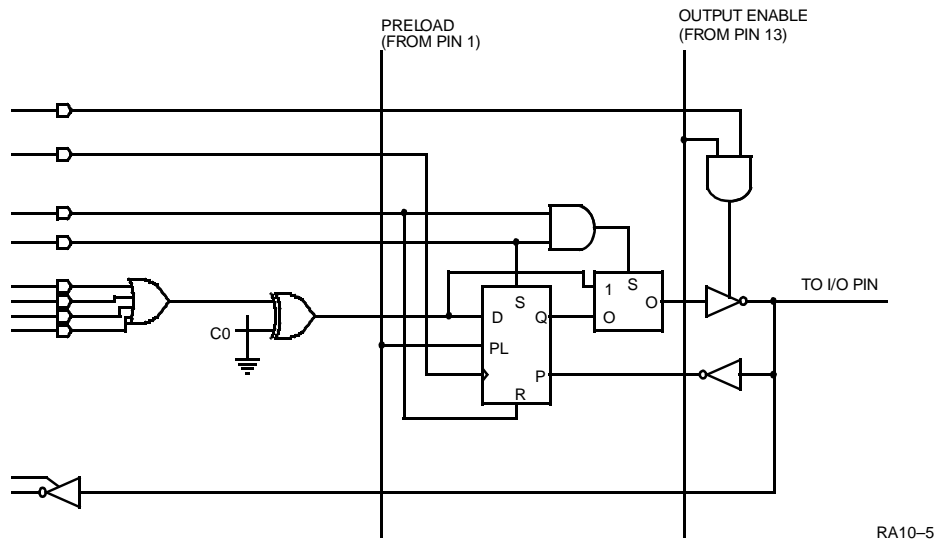 PRELOAD
(FROM PIN 1)
OUTPUT ENABLE
(FROM PIN 13)
TO I/O PIN
S
1
O
O
S
D
Q
PL
P
R
C0
RA10–5